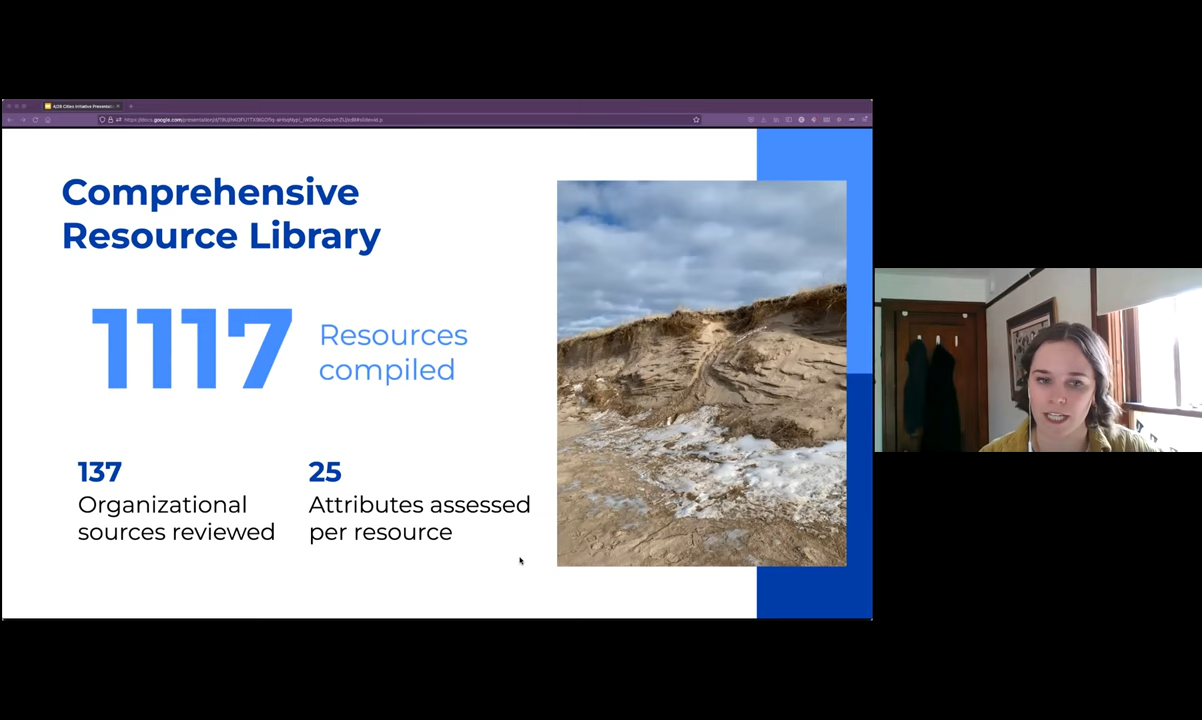 Comprehensive
Resource Library
1117
Resources
compiled
137
Organizational
sources reviewed
25
Attributes assessed
per resource